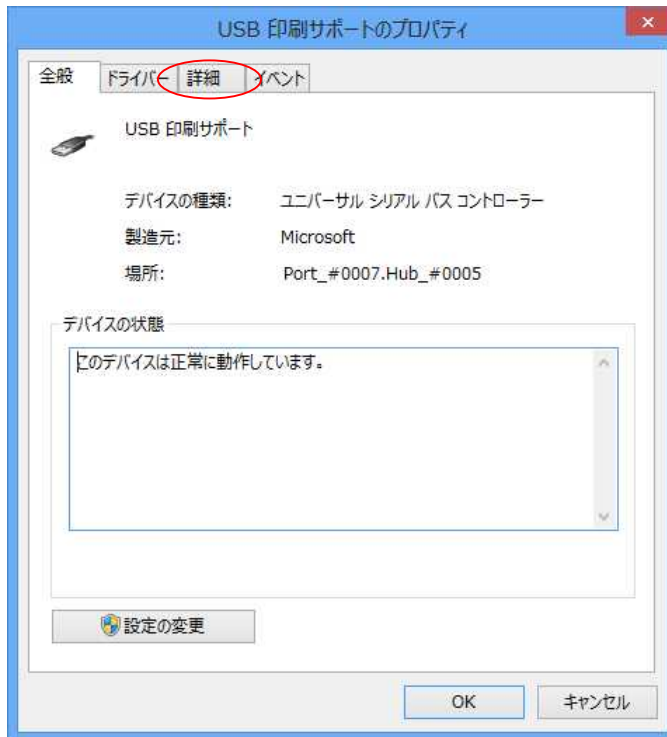 USB 印刷サポートのプロパティ
全般 ドライバー 詳細 イベント
USB 印刷サポート
デバイスの種類: ユニバーサル シリアル バス コントローラー
製造元: Microsoft
場所: Port_#0007.Hub_#0005
デバイスの状態
このデバイスは正常に動作しています。
設定の変更
OK キャンセル